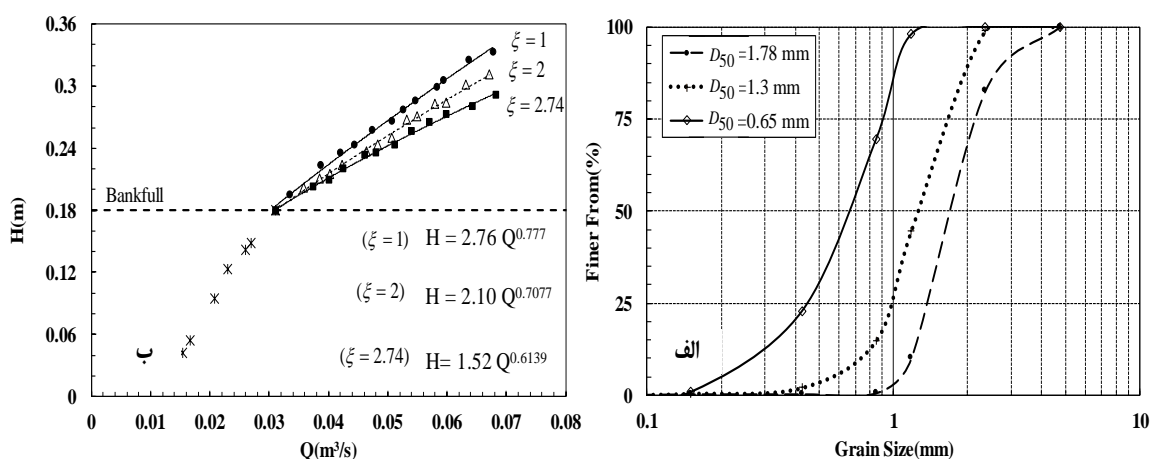 0.36
0.3
0.24
0.18
0.12
0.06
0
H(m)
0
0.01
0.02
0.03
0.04
0.05
0.06
0.07
0.08
Q(m³/s)
ξ = 1
ξ = 2
ξ = 2.74
Bankfull
(ξ = 1) H = 2.76 Q^0.777
(ξ = 2) H = 2.10 Q^0.7077
(ξ = 2.74) H= 1.52 Q^0.6139
ب
100
75
50
25
0
Finer From(%)
0.1
1
10
Grain Size(mm)
D50 =1.78 mm
D50 =1.3 mm
D50 =0.65 mm
الف